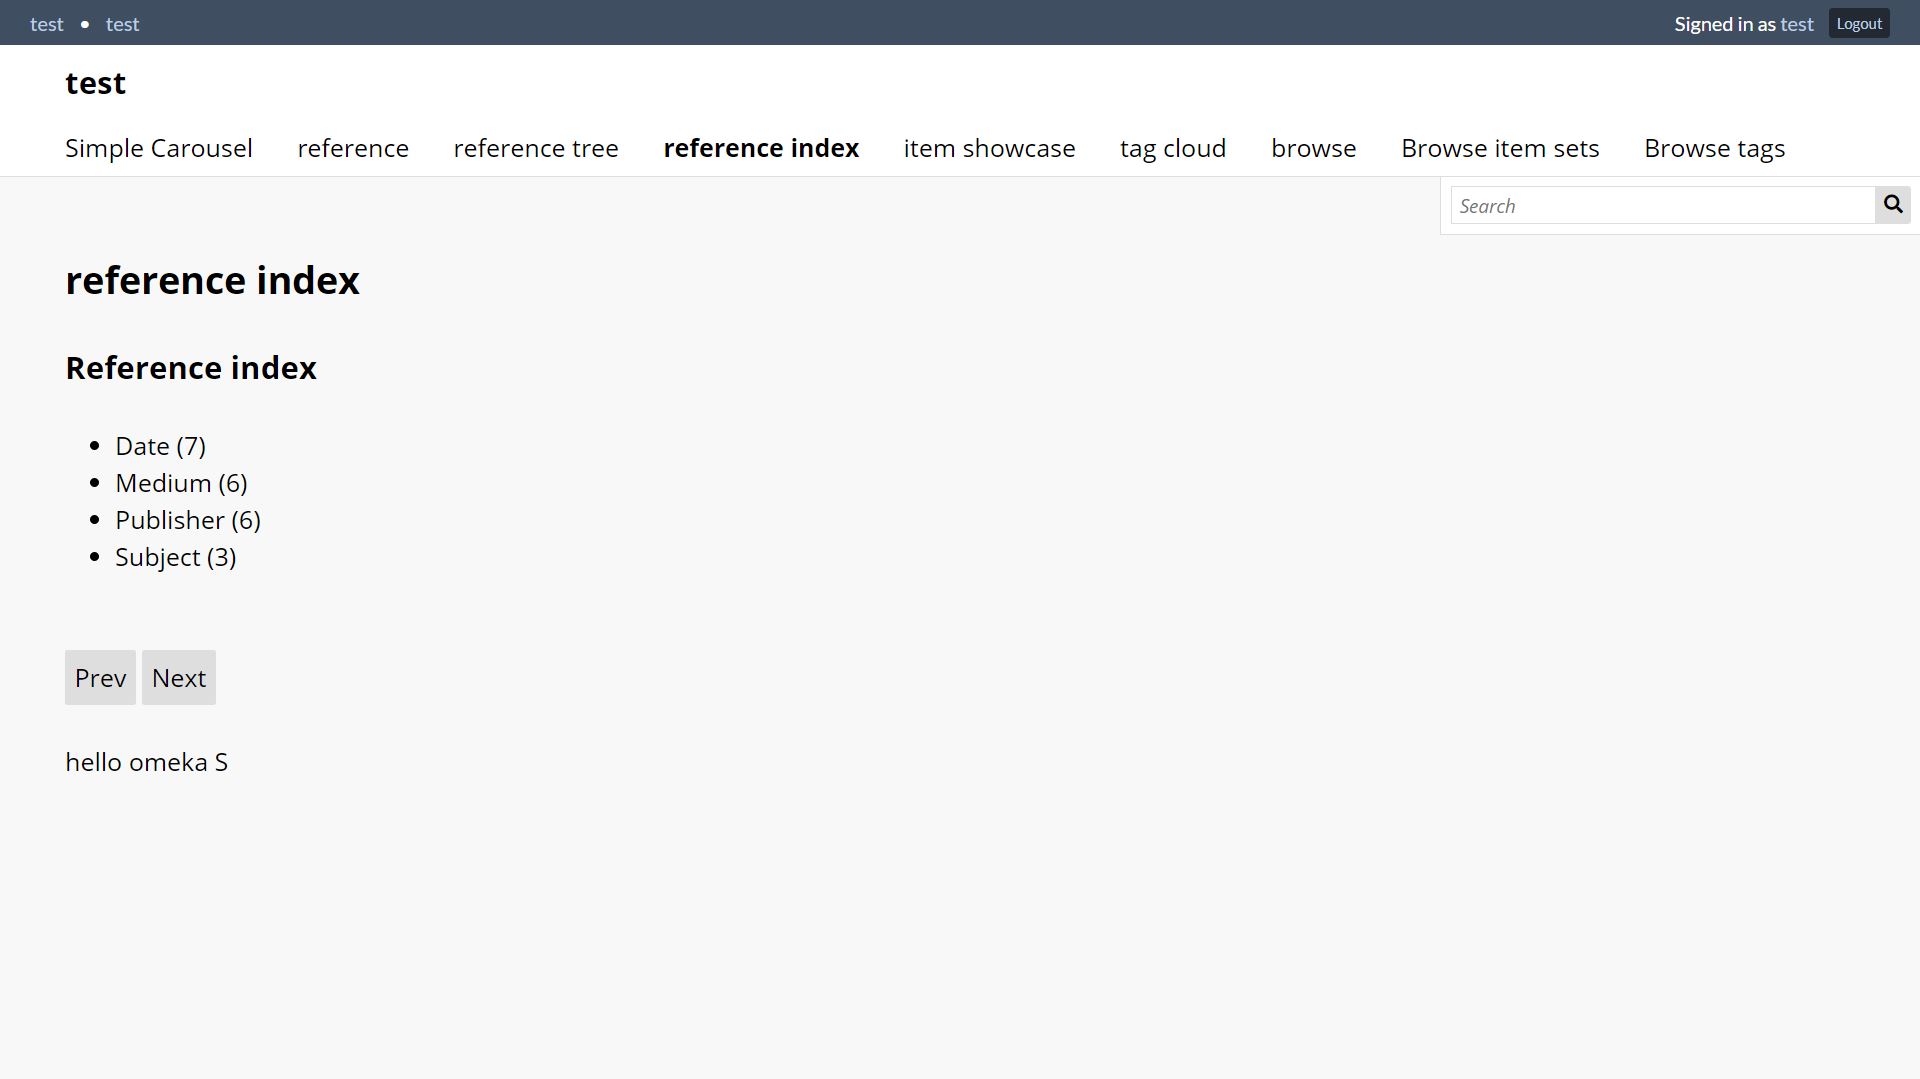 test • test
Signed in as test Logout
test
Simple Carousel reference reference tree reference index item showcase tag cloud browse Browse item sets Browse tags
Search
reference index
Reference index
• Date (7)
• Medium (6)
• Publisher (6)
• Subject (3)
Prev Next
hello omeka S